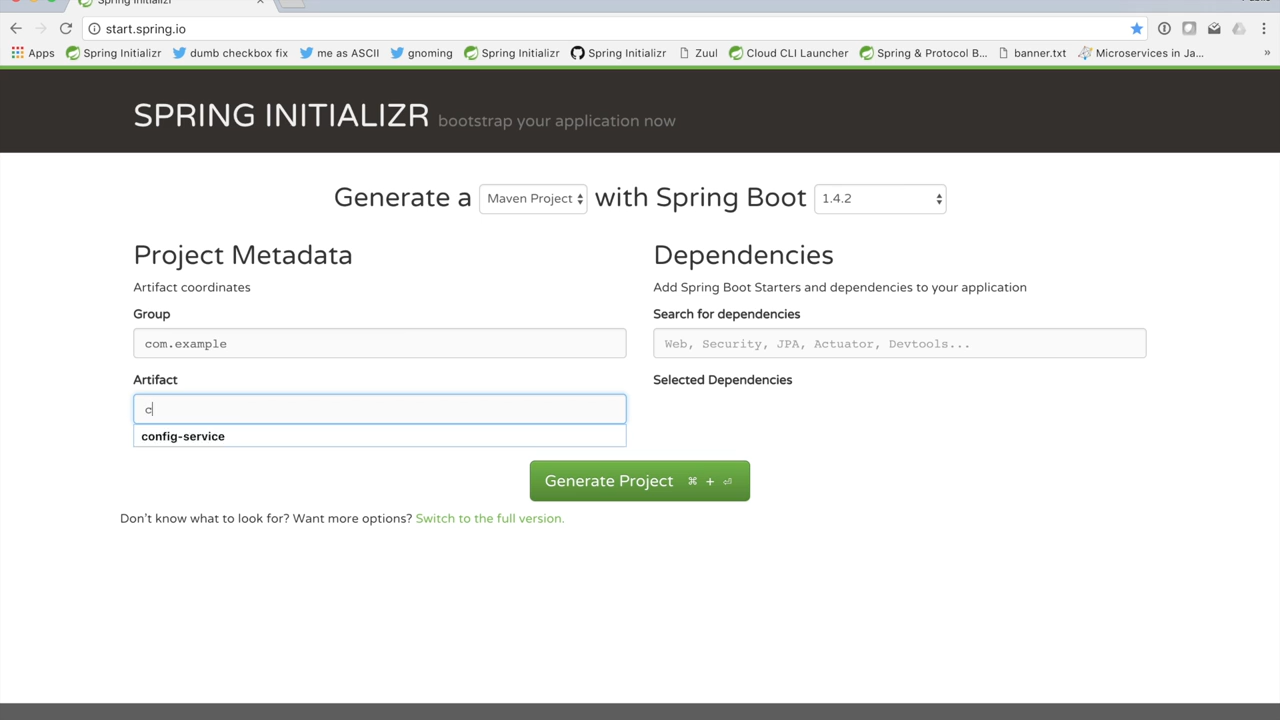 Spring Initializr
start.spring.io
Apps Spring Initializr dumb checkbox fix me as ASCII gnoming Spring Initializr Spring Initializr Zuul Cloud CLI Launcher Spring & Protocol B... banner.txt Microservices in Ja... »
SPRING INITIALIZR bootstrap your application now
Generate a Maven Project with Spring Boot 1.4.2
Project Metadata
Artifact coordinates
Group
com.example
Artifact
c
config-service
Dependencies
Add Spring Boot Starters and dependencies to your application
Search for dependencies
Web, Security, JPA, Actuator, Devtools...
Selected Dependencies
Generate Project ⌘ + ⏎
Don't know what to look for? Want more options? Switch to the full version.